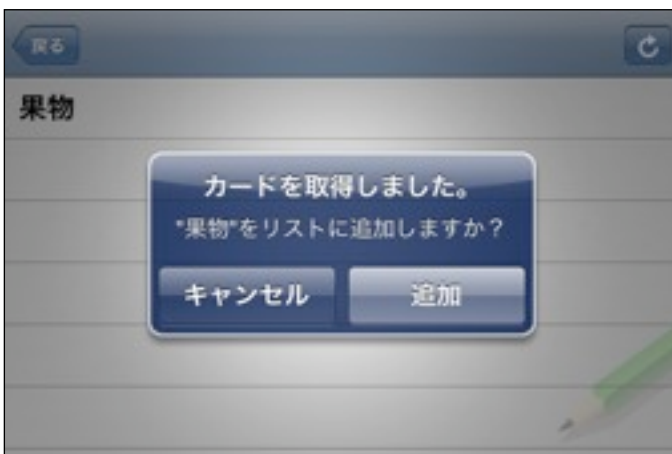 戻る
果物
カードを取得しました。
"果物"をリストに追加しますか？
キャンセル
追加